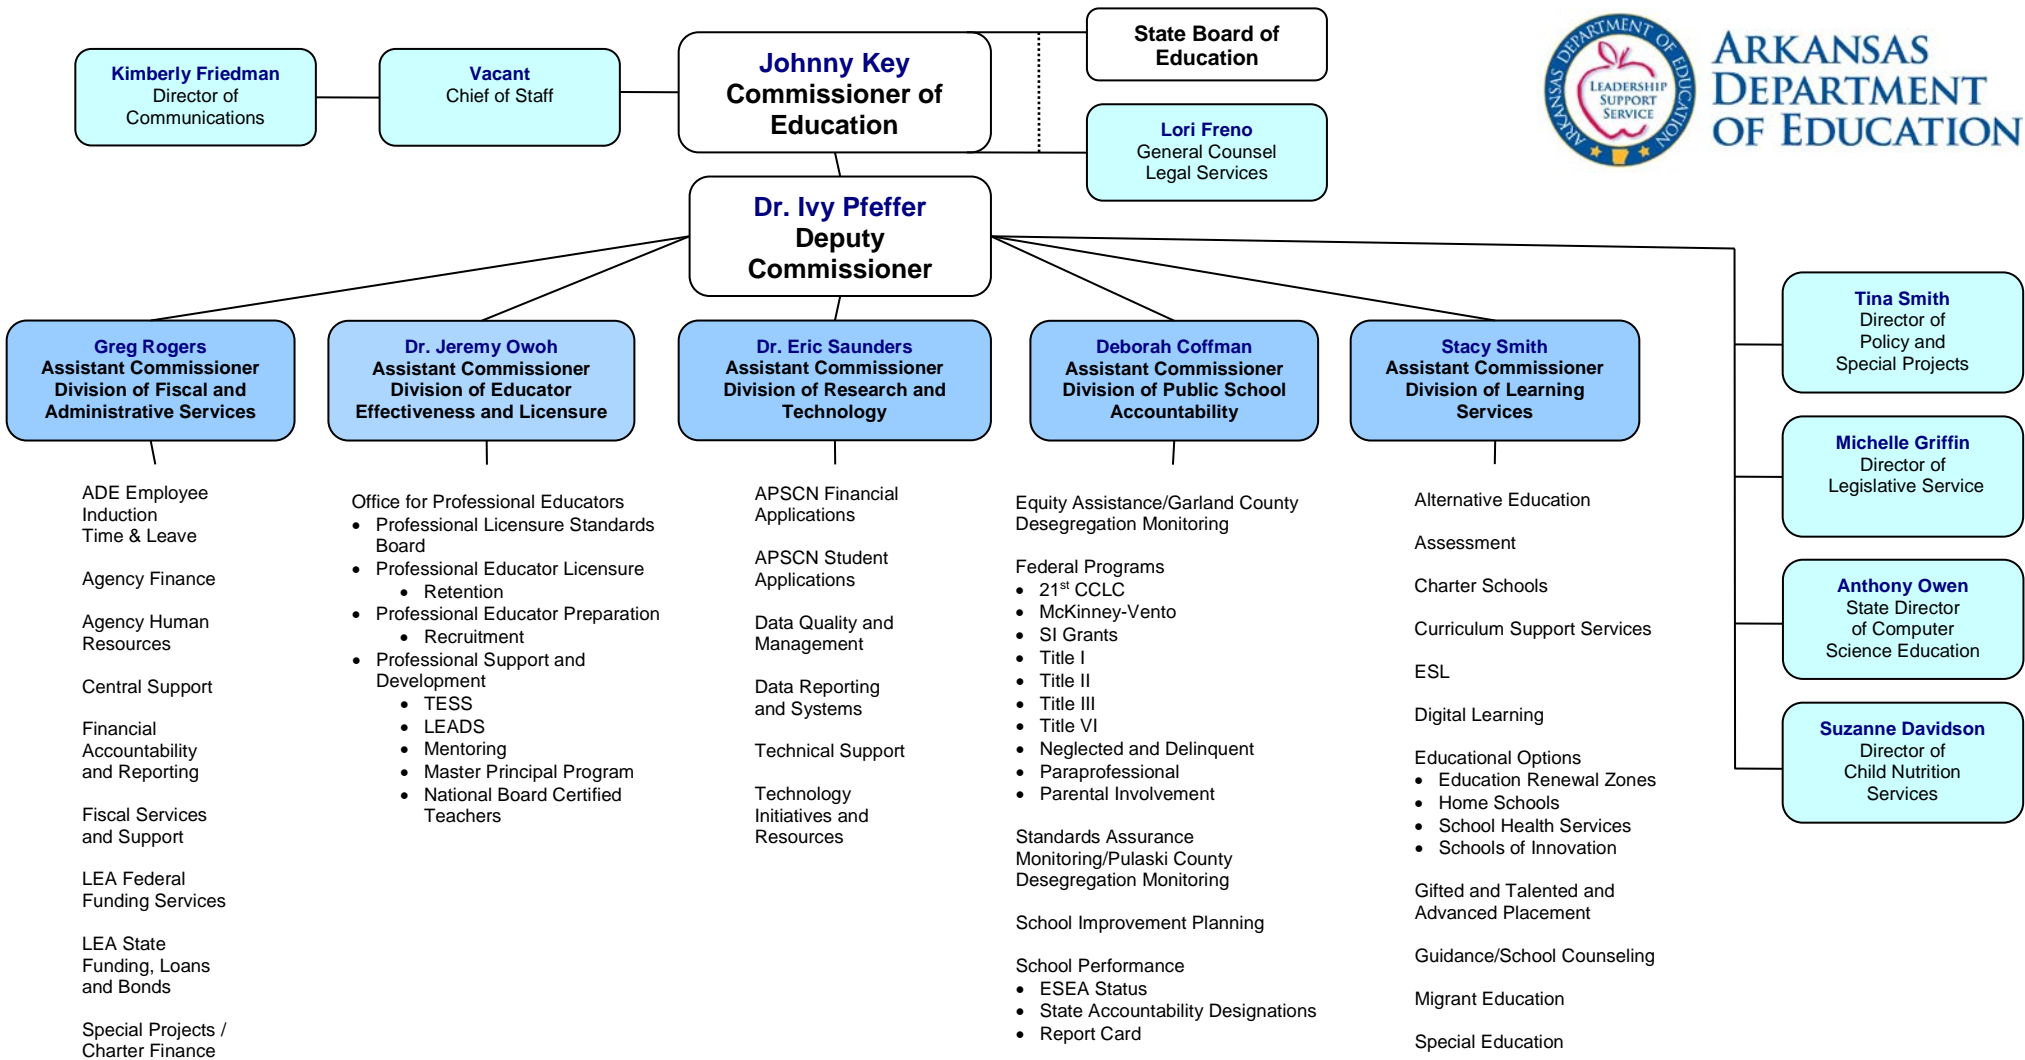 Kimberly Friedman
Director of
Communications
Vacant
Chief of Staff
Johnny Key
Commissioner of
Education
State Board of
Education
Lori Freno
General Counsel
Legal Services
ARKANSAS DEPARTMENT OF EDUCATION
LEADERSHIP
SUPPORT
SERVICE
ARKANSAS
DEPARTMENT
OF EDUCATION
Dr. Ivy Pfeffer
Deputy
Commissioner
Greg Rogers
Assistant Commissioner
Division of Fiscal and
Administrative Services
Dr. Jeremy Owoh
Assistant Commissioner
Division of Educator
Effectiveness and Licensure
Dr. Eric Saunders
Assistant Commissioner
Division of Research and
Technology
Deborah Coffman
Assistant Commissioner
Division of Public School
Accountability
Stacy Smith
Assistant Commissioner
Division of Learning
Services
Tina Smith
Director of
Policy and
Special Projects
Michelle Griffin
Director of
Legislative Service
Anthony Owen
State Director
of Computer
Science Education
Suzanne Davidson
Director of
Child Nutrition
Services
ADE Employee
Induction
Time & Leave
Agency Finance
Agency Human
Resources
Central Support
Financial
Accountability
and Reporting
Fiscal Services
and Support
LEA Federal
Funding Services
LEA State
Funding, Loans
and Bonds
Special Projects /
Charter Finance
Office for Professional Educators
• Professional Licensure Standards
Board
• Professional Educator Licensure
• Retention
• Professional Educator Preparation
• Recruitment
• Professional Support and
Development
• TESS
• LEADS
• Mentoring
• Master Principal Program
• National Board Certified
Teachers
APSCN Financial
Applications
APSCN Student
Applications
Data Quality and
Management
Data Reporting
and Systems
Technical Support
Technology
Initiatives and
Resources
Equity Assistance/Garland County
Desegregation Monitoring
Federal Programs
• 21st CCLC
• McKinney-Vento
• SI Grants
• Title I
• Title II
• Title III
• Title VI
• Neglected and Delinquent
• Paraprofessional
• Parental Involvement
Standards Assurance
Monitoring/Pulaski County
Desegregation Monitoring
School Improvement Planning
School Performance
• ESEA Status
• State Accountability Designations
• Report Card
Alternative Education
Assessment
Charter Schools
Curriculum Support Services
ESL
Digital Learning
Educational Options
• Education Renewal Zones
• Home Schools
• School Health Services
• Schools of Innovation
Gifted and Talented and
Advanced Placement
Guidance/School Counseling
Migrant Education
Special Education